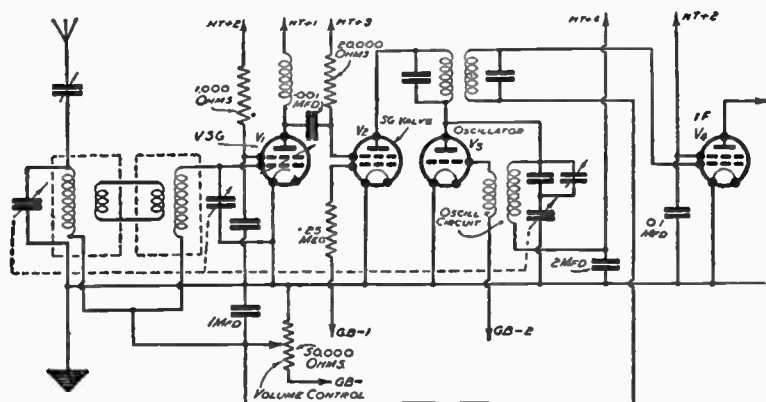 HT+2
HT+1
HT+3
HT+4
HT+2
1,000
OHMS
.001
MFD
20,000
OHMS
VSG
V1
V2
SG VALVE
OSCILLATOR
V3
IF
V4
.25
MEG
OSCILL
CIRCUIT
0.1
MFD
2MFD
1MFD
GB-1
GB-2
50,000
OHMS.
GB-
VOLUME CONTROL